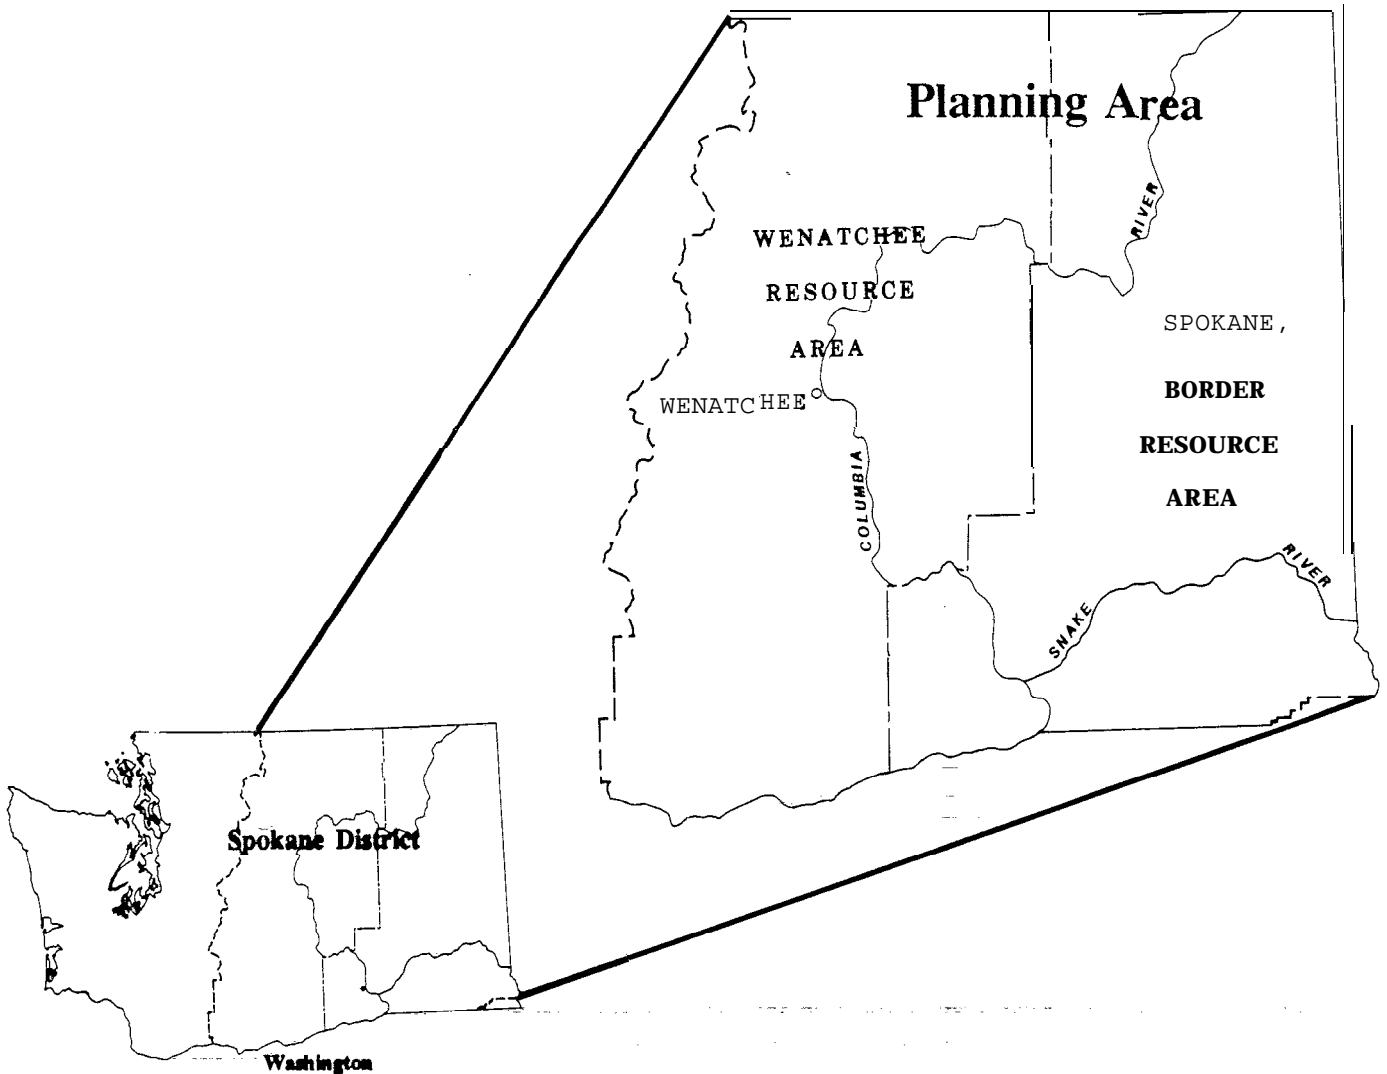 Planning Area
RIVER
WENATCHEE
RESOURCE
AREA
WENATCHEE
SPOKANE,
BORDER
RESOURCE
AREA
COLUMBIA
RIVER
SNAKE
Spokane District
Washington